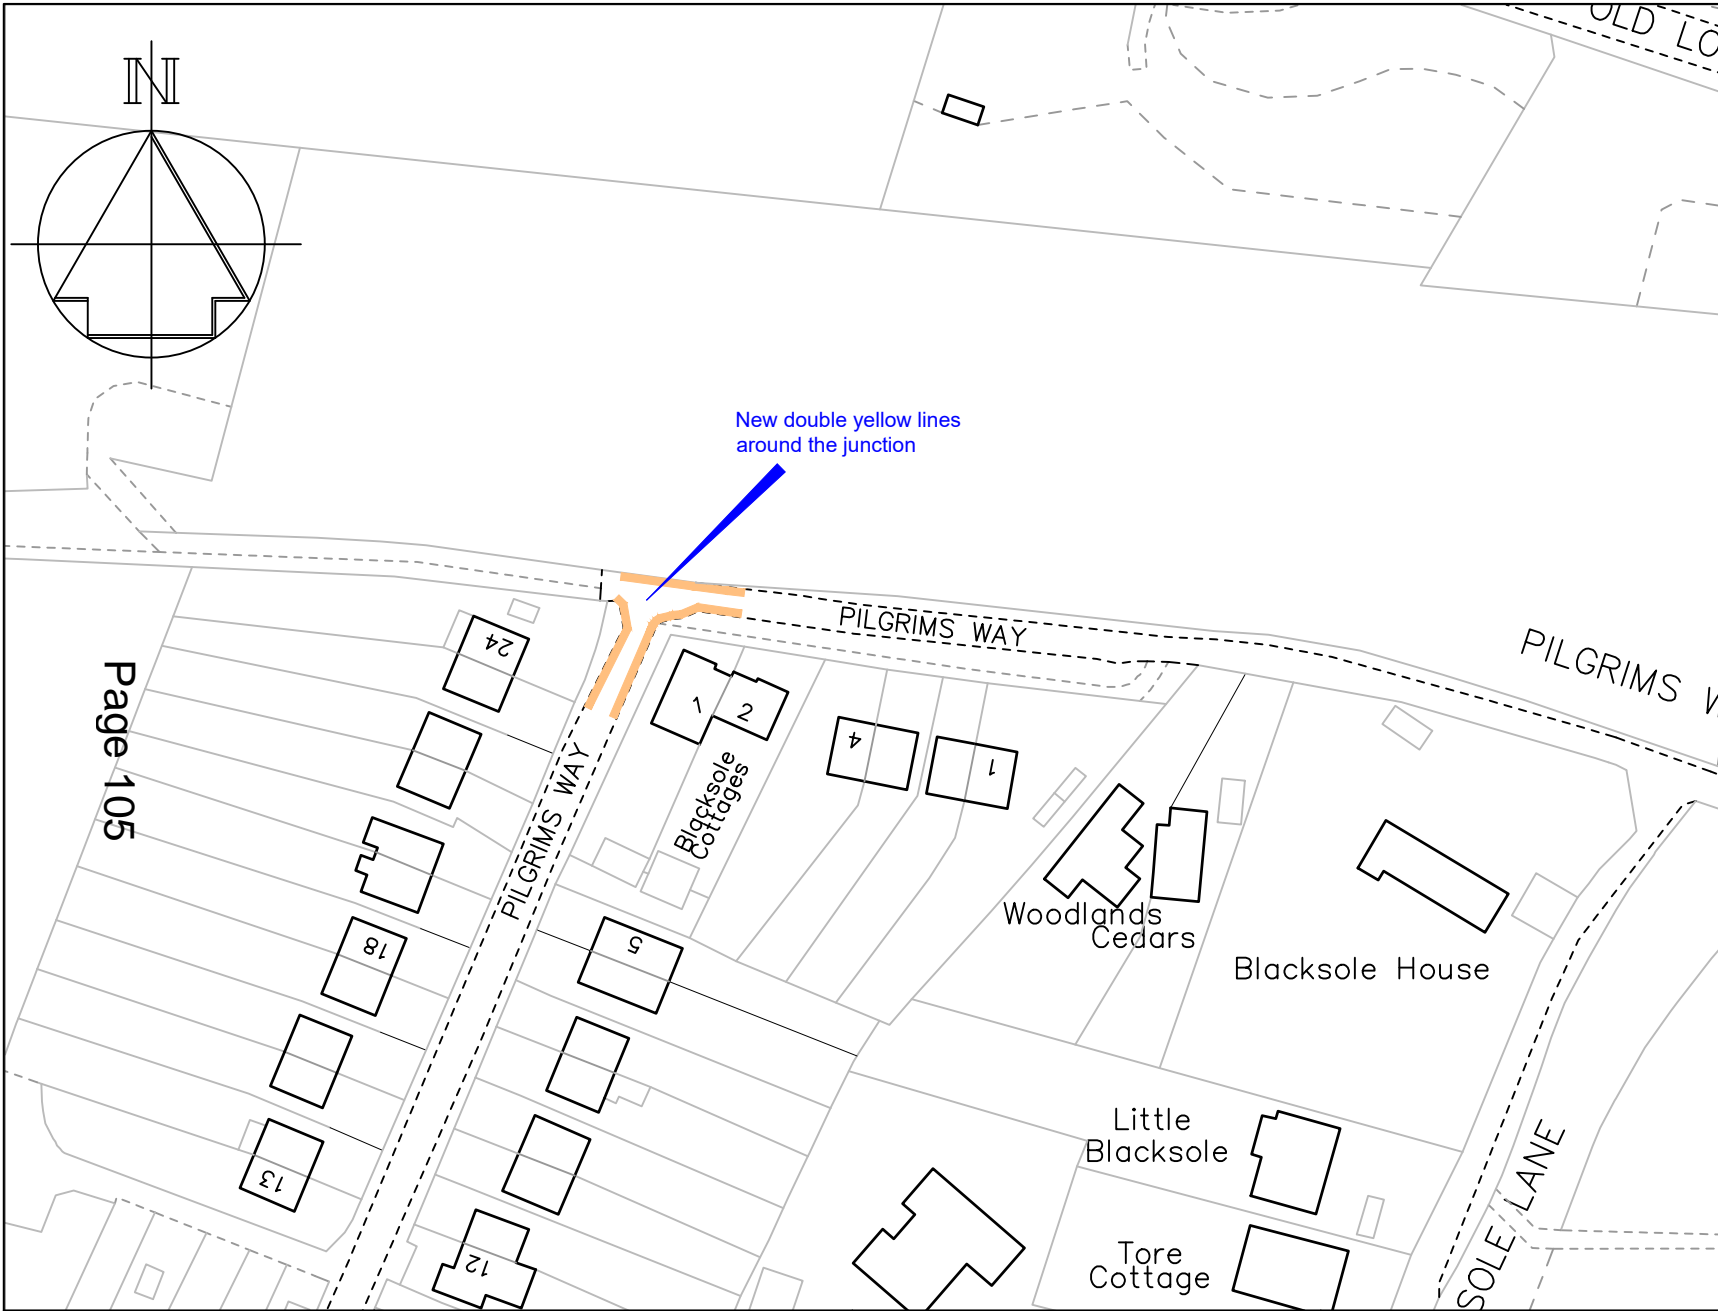 OLD LO
N
New double yellow lines
around the junction
PILGRIMS WAY
PILGRIMS W
24
1
2
4
1
Page 105
PILGRIMS WAY
Blacksole
Cottages
Woodlands
Cedars
Blacksole House
5
18
13
12
Little
Blacksole
Tore
Cottage
SOLE LANE